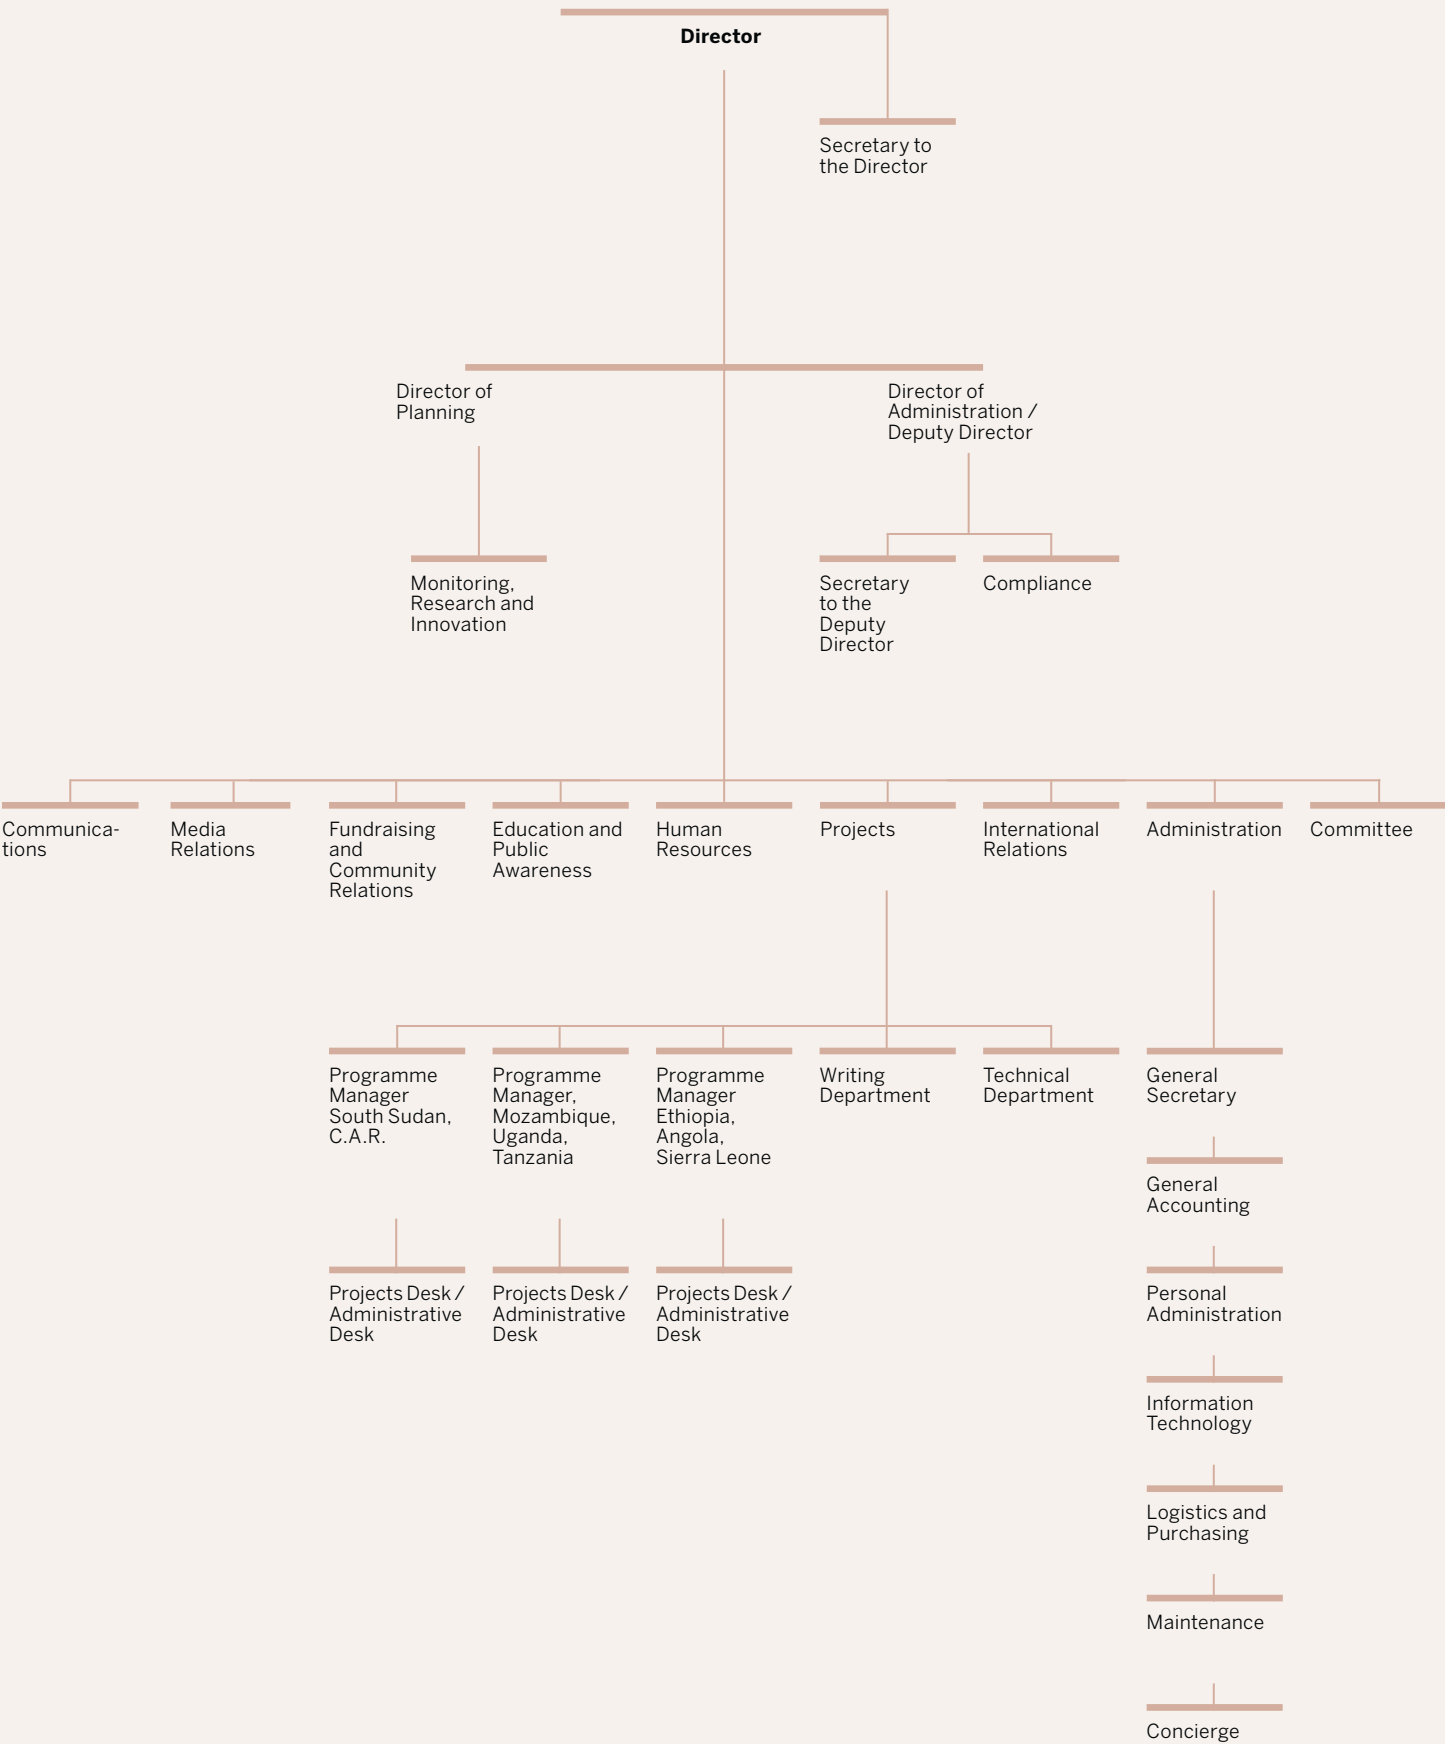 Director
Secretary to
the Director
Director of
Planning
Director of
Administration /
Deputy Director
Monitoring,
Research and
Innovation
Secretary
to the
Deputy
Director
Compliance
Communica-
tions
Media
Relations
Fundraising
and
Community
Relations
Education and
Public
Awareness
Human
Resources
Projects
International
Relations
Administration
Committee
Programme
Manager
South Sudan,
C.A.R.
Programme
Manager,
Mozambique,
Uganda,
Tanzania
Programme
Manager
Ethiopia,
Angola,
Sierra Leone
Writing
Department
Technical
Department
General
Secretary
General
Accounting
Projects Desk /
Administrative
Desk
Projects Desk /
Administrative
Desk
Projects Desk /
Administrative
Desk
Personal
Administration
Information
Technology
Logistics and
Purchasing
Maintenance
Concierge